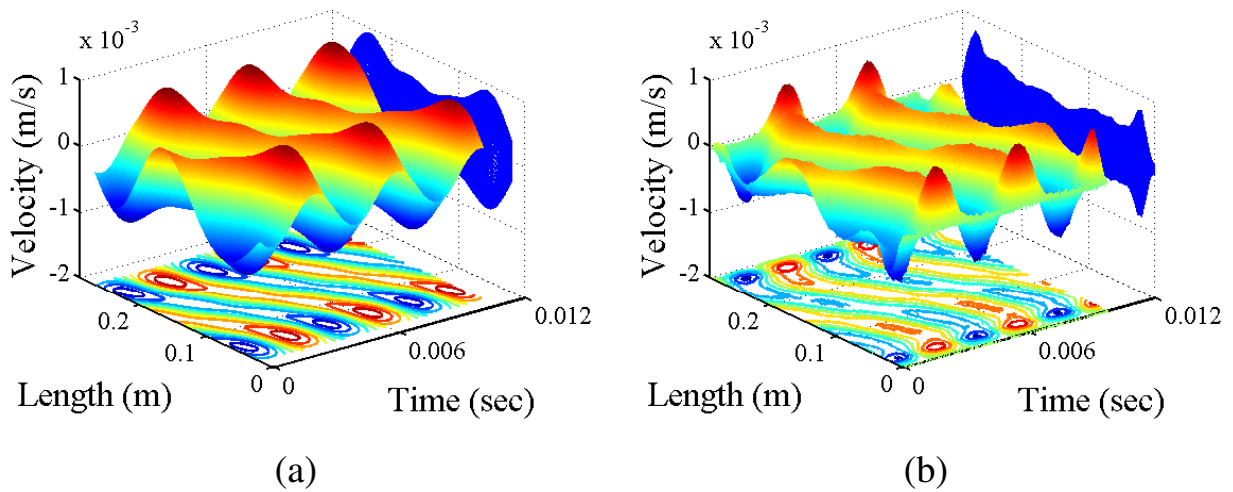 x 10⁻³
1
0
-1
-2
Velocity (m/s)
0.2
0.1
0
Length (m)
0
0.006
0.012
Time (sec)
(a)
x 10⁻³
1
0
-1
-2
Velocity (m/s)
0.2
0.1
0
Length (m)
0
0.006
0.012
Time (sec)
(b)